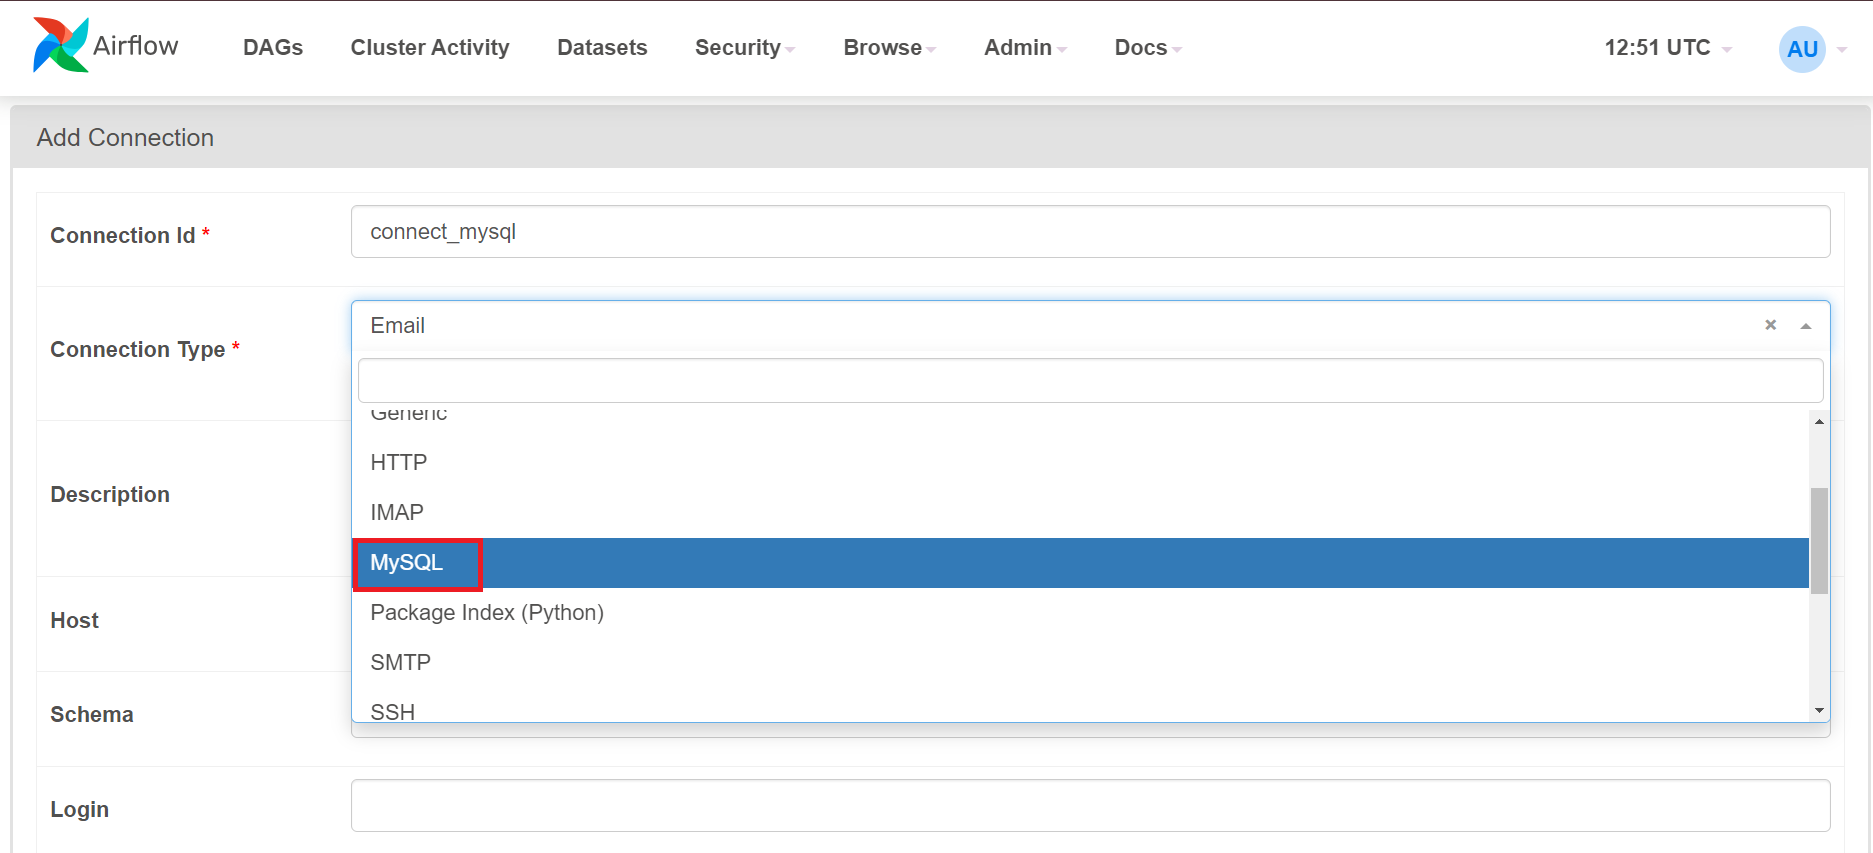 Airflow DAGs Cluster Activity Datasets Security Browse Admin Docs 12:51 UTC AU
Add Connection
Connection Id * connect_mysql
Connection Type * Email
Generic
HTTP
IMAP
Description
MySQL
Package Index (Python)
Host
SMTP
SSH
Schema
Login